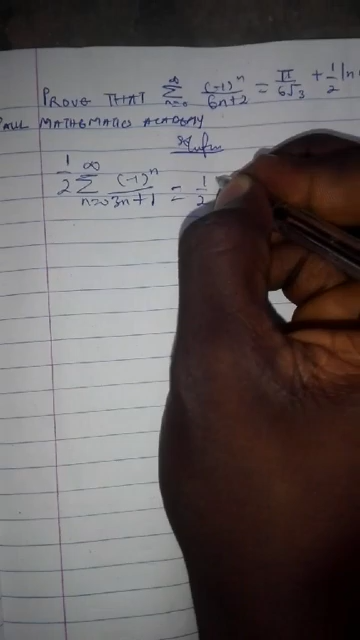 PROVE THAT ∑_{n=0}^{∞} (-1)^n / (6n+2) = π / (6√3) + 1/2 ln
PAUL MATHEMATICS ACADEMY
Soln
1/2 ∑_{n=0}^{∞} (-1)^n / (3n+1) = 1/2